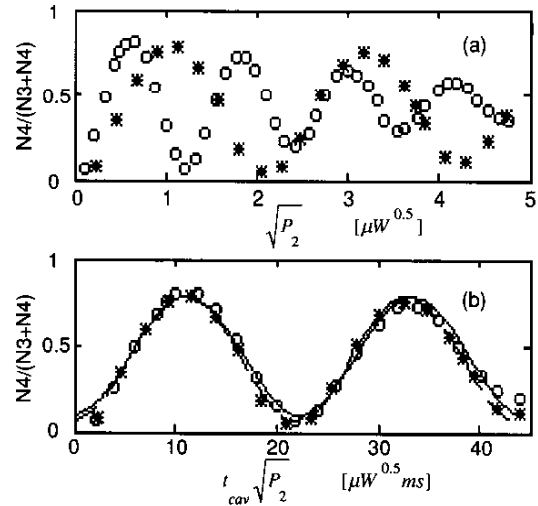 1
(a)
N4/(N3+N4)
0.5
0
0 1 2 3 4 5
√P2 [μW^0.5]
1
(b)
N4/(N3+N4)
0.5
0
0 10 20 30 40
t_cav √P2 [μW^0.5 ms]